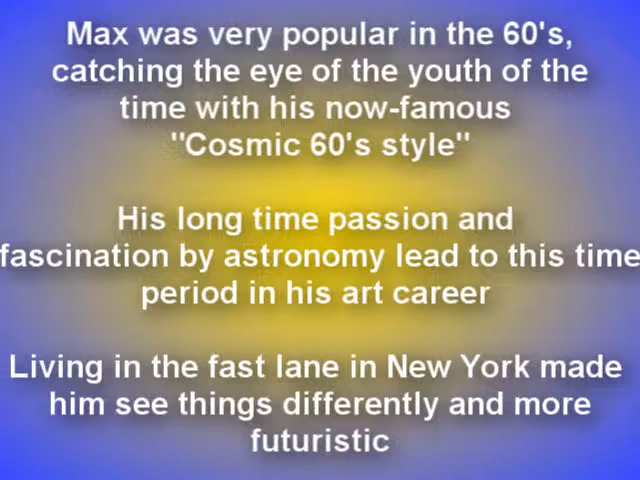 Max was very popular in the 60's,
catching the eye of the youth of the
time with his now-famous
"Cosmic 60's style"
His long time passion and
fascination by astronomy lead to this time
period in his art career
Living in the fast lane in New York made
him see things differently and more
futuristic